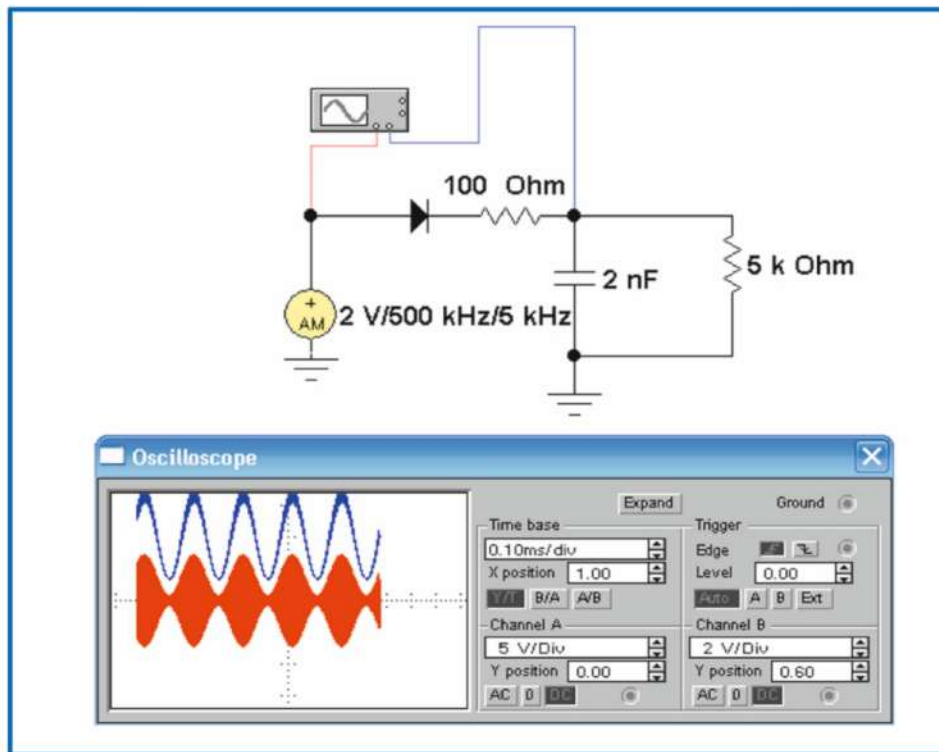 100 Ohm
2 nF
5 k Ohm
+
AM
2 V/500 kHz/5 kHz
Oscilloscope
Expand
Ground
Time base
0.10ms/div
X position 1.00
Y/T B/A A/B
Trigger
Edge
Level 0.00
Auto A B Ext
Channel A
5 V/Div
Y position 0.00
AC 0 DC
Channel B
2 V/Div
Y position 0.60
AC 0 DC